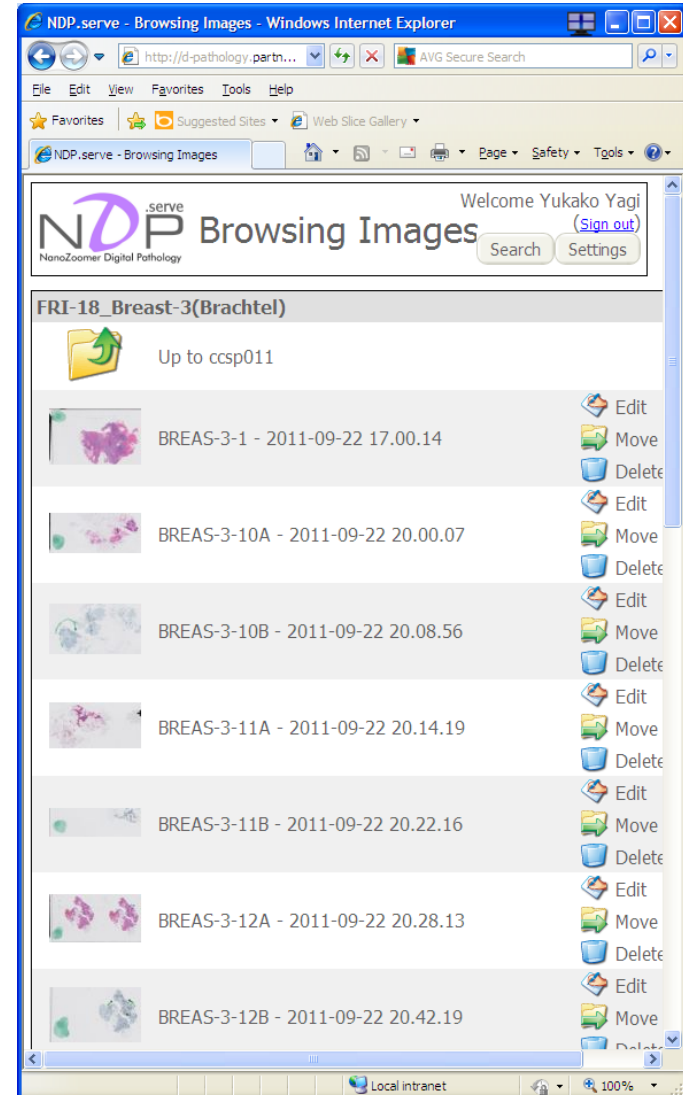 NDP.serve - Browsing Images - Windows Internet Explorer
http://d-pathology.partn... AVG Secure Search
File Edit View Favorites Tools Help
Favorites Suggested Sites Web Slice Gallery
NDP.serve - Browsing Images Page Safety Tools
Welcome Yukako Yagi
(Sign out)
NDP .serve
NanoZoomer Digital Pathology
Browsing Images
Search Settings
FRI-18_Breast-3(Brachtel)
Up to ccsp011
Edit
BREAS-3-1 - 2011-09-22 17.00.14 Move
Delete
Edit
BREAS-3-10A - 2011-09-22 20.00.07 Move
Delete
Edit
BREAS-3-10B - 2011-09-22 20.08.56 Move
Delete
Edit
BREAS-3-11A - 2011-09-22 20.14.19 Move
Delete
Edit
BREAS-3-11B - 2011-09-22 20.22.16 Move
Delete
Edit
BREAS-3-12A - 2011-09-22 20.28.13 Move
Delete
Edit
BREAS-3-12B - 2011-09-22 20.42.19 Move
Delete
Local intranet 100%